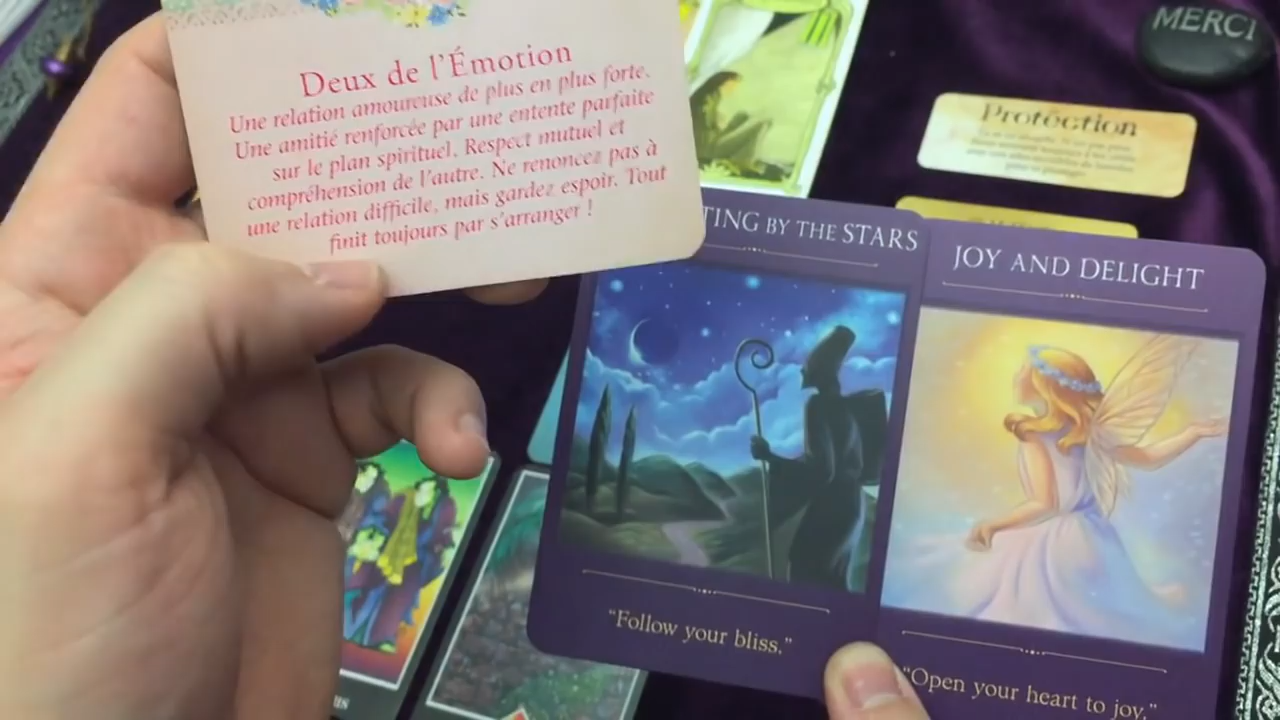 Deux de l'Émotion
Une relation amoureuse de plus en plus forte.
Une amitié renforcée par une entente parfaite
sur le plan spirituel. Respect mutuel et
compréhension de l'autre. Ne renoncez pas à
une relation difficile, mais gardez espoir. Tout
finit toujours par s'arranger !
MERCI
Protection
TING BY THE STARS
"Follow your bliss."
JOY AND DELIGHT
"Open your heart to joy."